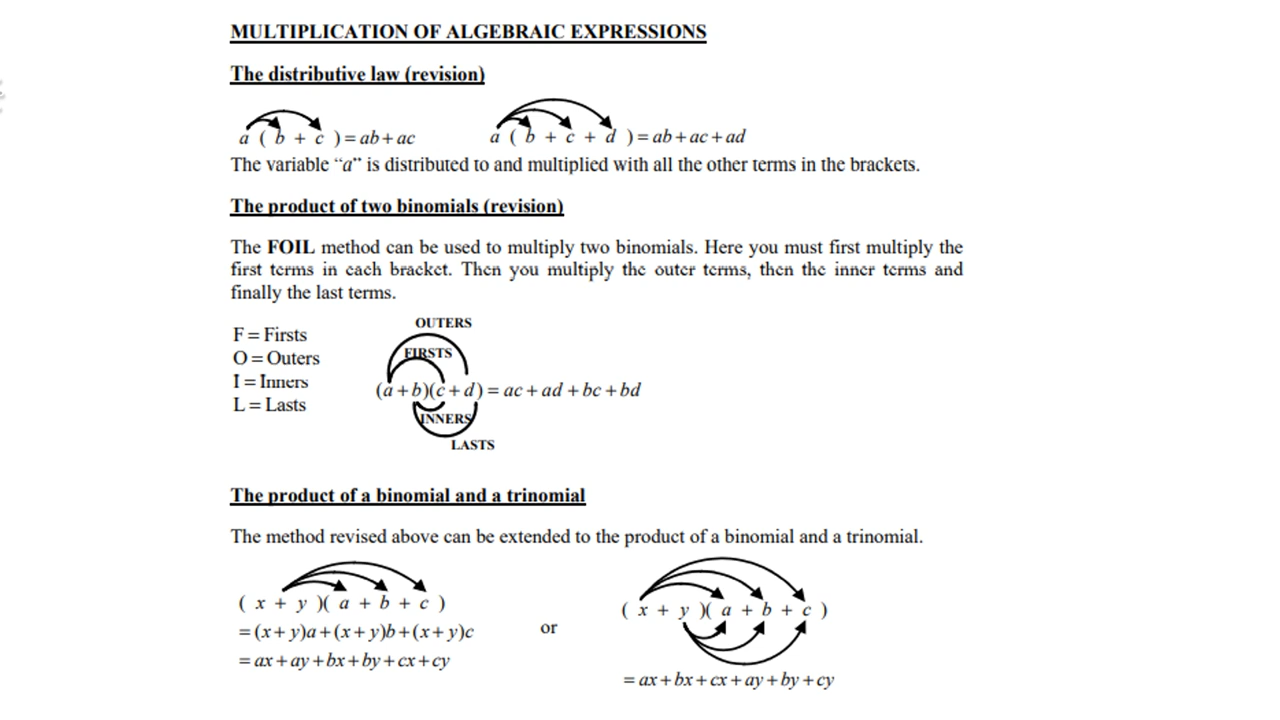 MULTIPLICATION OF ALGEBRAIC EXPRESSIONS
The distributive law (revision)
a ( b + c ) = ab + ac
a ( b + c + d ) = ab + ac + ad
The variable “a” is distributed to and multiplied with all the other terms in the brackets.
The product of two binomials (revision)
The FOIL method can be used to multiply two binomials. Here you must first multiply the
first terms in each bracket. Then you multiply the outer terms, then the inner terms and
finally the last terms.
F = Firsts
O = Outers
I = Inners
L = Lasts
OUTERS
FIRSTS
(a + b)(c + d) = ac + ad + bc + bd
INNERS
LASTS
The product of a binomial and a trinomial
The method revised above can be extended to the product of a binomial and a trinomial.
( x + y )( a + b + c )
= (x + y)a + (x + y)b + (x + y)c
= ax + ay + bx + by + cx + cy
or
( x + y )( a + b + c )
= ax + bx + cx + ay + by + cy